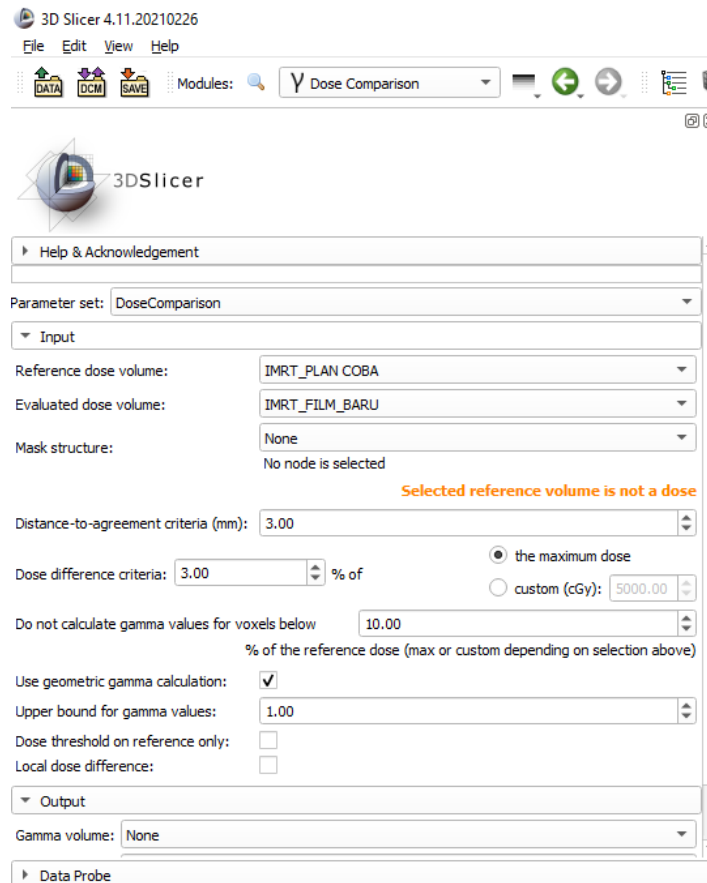 3D Slicer 4.11.20210226
File Edit View Help
DATA DCM SAVE Modules: γ Dose Comparison
3DSlicer
Help & Acknowledgement
Parameter set: DoseComparison
Input
Reference dose volume: IMRT_PLAN COBA
Evaluated dose volume: IMRT_FILM_BARU
Mask structure: None
No node is selected
Selected reference volume is not a dose
Distance-to-agreement criteria (mm): 3.00
Dose difference criteria: 3.00 % of the maximum dose
custom (cGy): 5000.00
Do not calculate gamma values for voxels below 10.00
% of the reference dose (max or custom depending on selection above)
Use geometric gamma calculation:
Upper bound for gamma values: 1.00
Dose threshold on reference only:
Local dose difference:
Output
Gamma volume: None
Data Probe